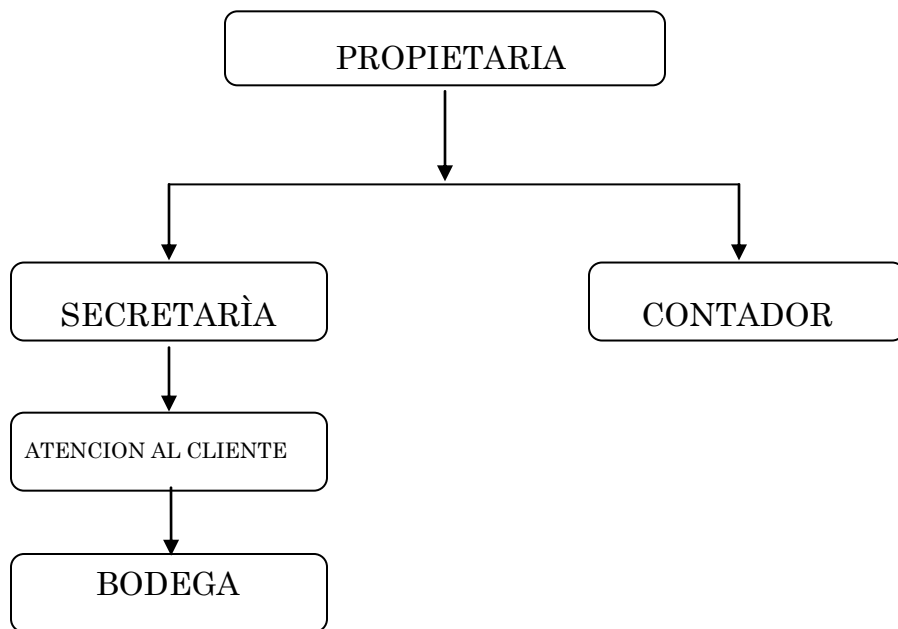 PROPIETARIA
SECRETARÌA
CONTADOR
ATENCION AL CLIENTE
BODEGA